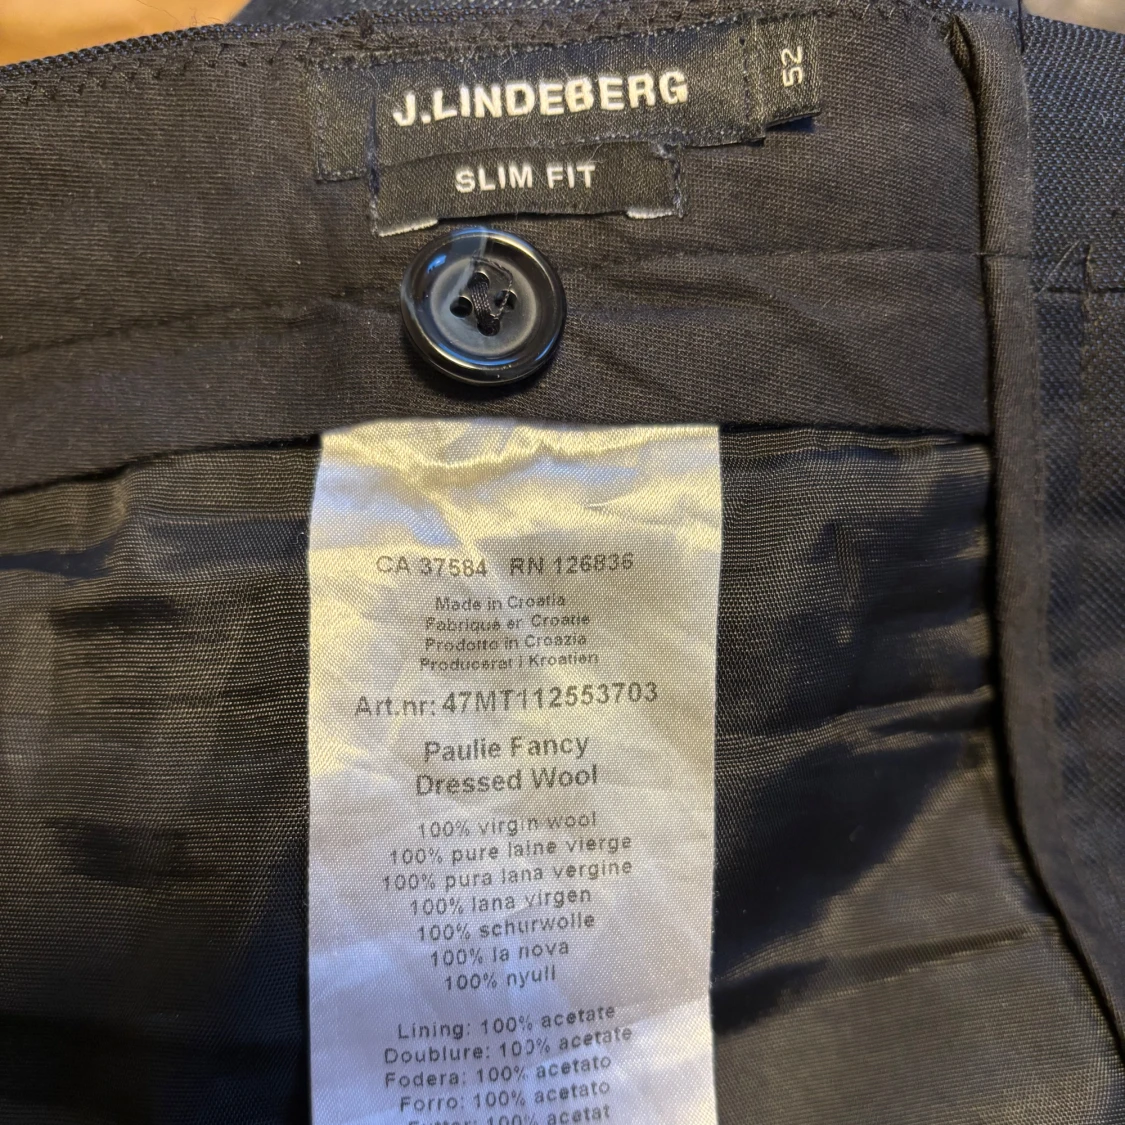 J.LINDEBERG
52
SLIM FIT
CA 37584 RN 126836
Made in Croatia
Fabriqué er Croatie
Prodotto in Croazia
Producerat i Kroatien
Art.nr: 47MT112553703
Paulie Fancy
Dressed Wool
100% virgin wool
100% pure laine vierge
100% pura lana vergine
100% lana virgen
100% schurwolle
100% la nova
100% nyull
Lining: 100% acetate
Doublure: 100% acetate
Fodera: 100% acetato
Forro: 100% acetato
100% acetat